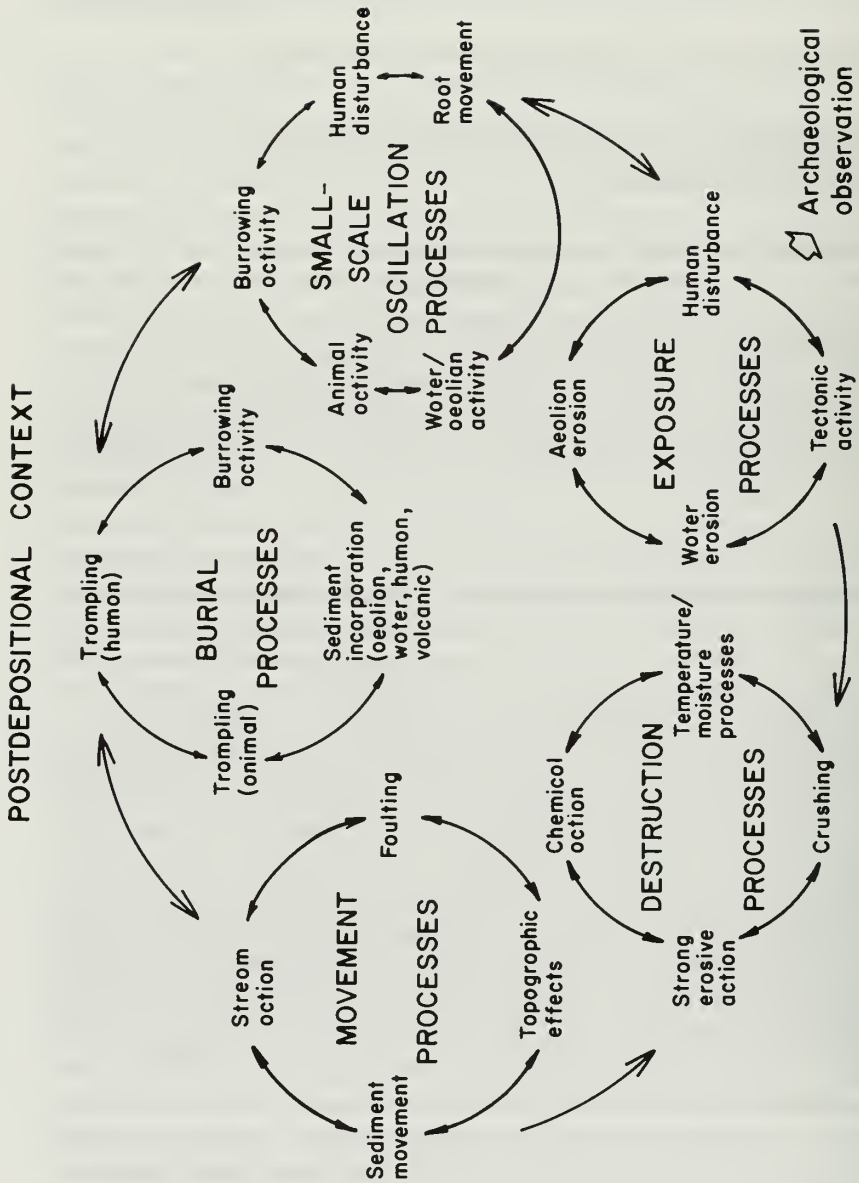 POSTDEPOSITIONAL CONTEXT
Trampling
(human)
Burrowing
activity
Sediment
incorporation
(aeolian,
water, human,
volcanic)
Trampling
(animal)
BURIAL
PROCESSES
Stream
action
Faulting
Topographic
effects
Sediment
movement
MOVEMENT
PROCESSES
Burrowing
activity
Human
disturbance
Root
movement
Water/
aeolian
activity
Animal
activity
SMALL-
SCALE
OSCILLATION
PROCESSES
Chemical
action
Temperature/
moisture
processes
Crushing
Strong
erosive
action
DESTRUCTION
PROCESSES
Aeolian
erosion
Human
disturbance
Tectonic
activity
Water
erosion
EXPOSURE
PROCESSES
Archaeological
observation